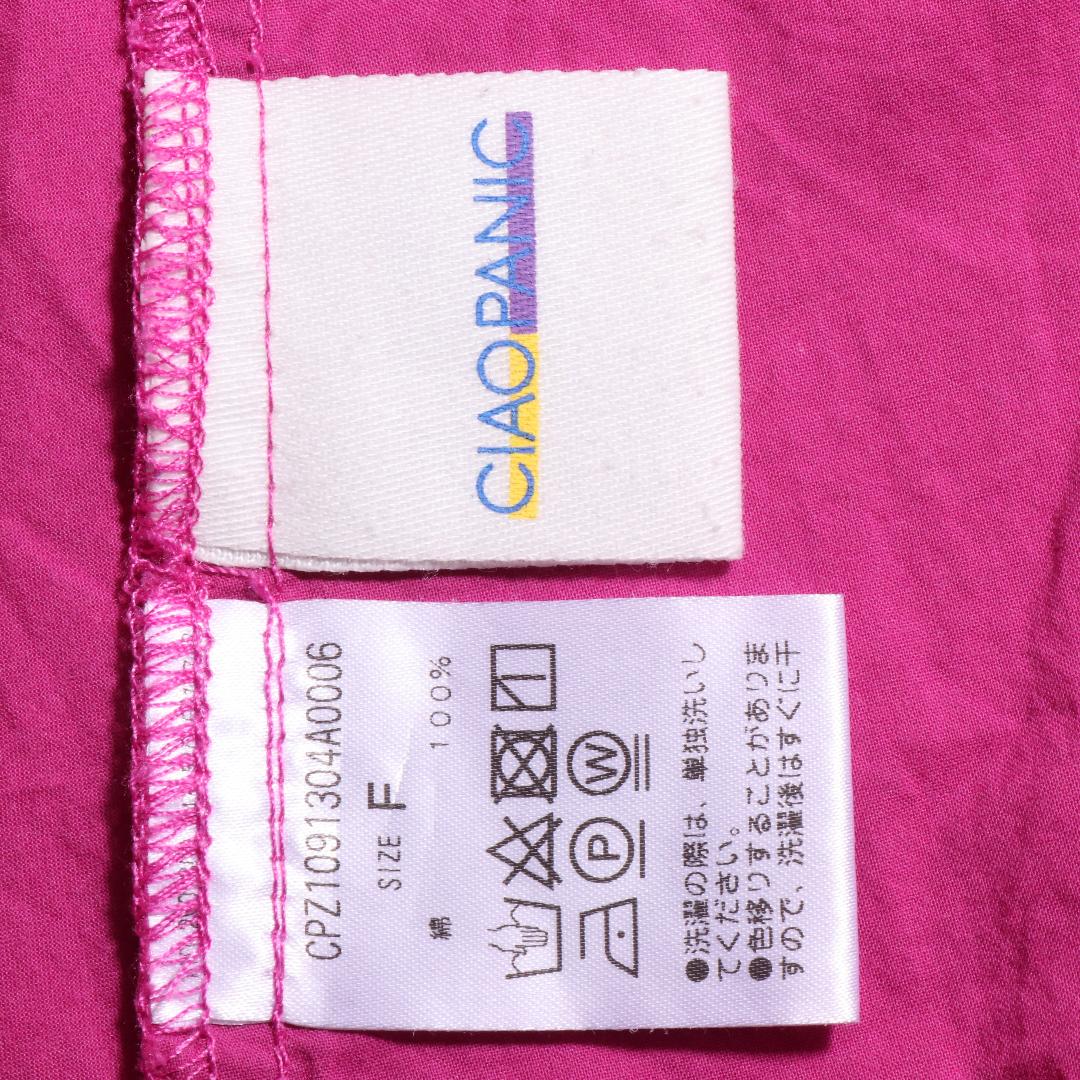 CIAOPANIC
CPZ1091304A0006
SIZE F
綿 100%
P W
●洗濯の際は、単独洗いし
てください。
●色移りすることがありま
すので、洗濯後はすぐに干